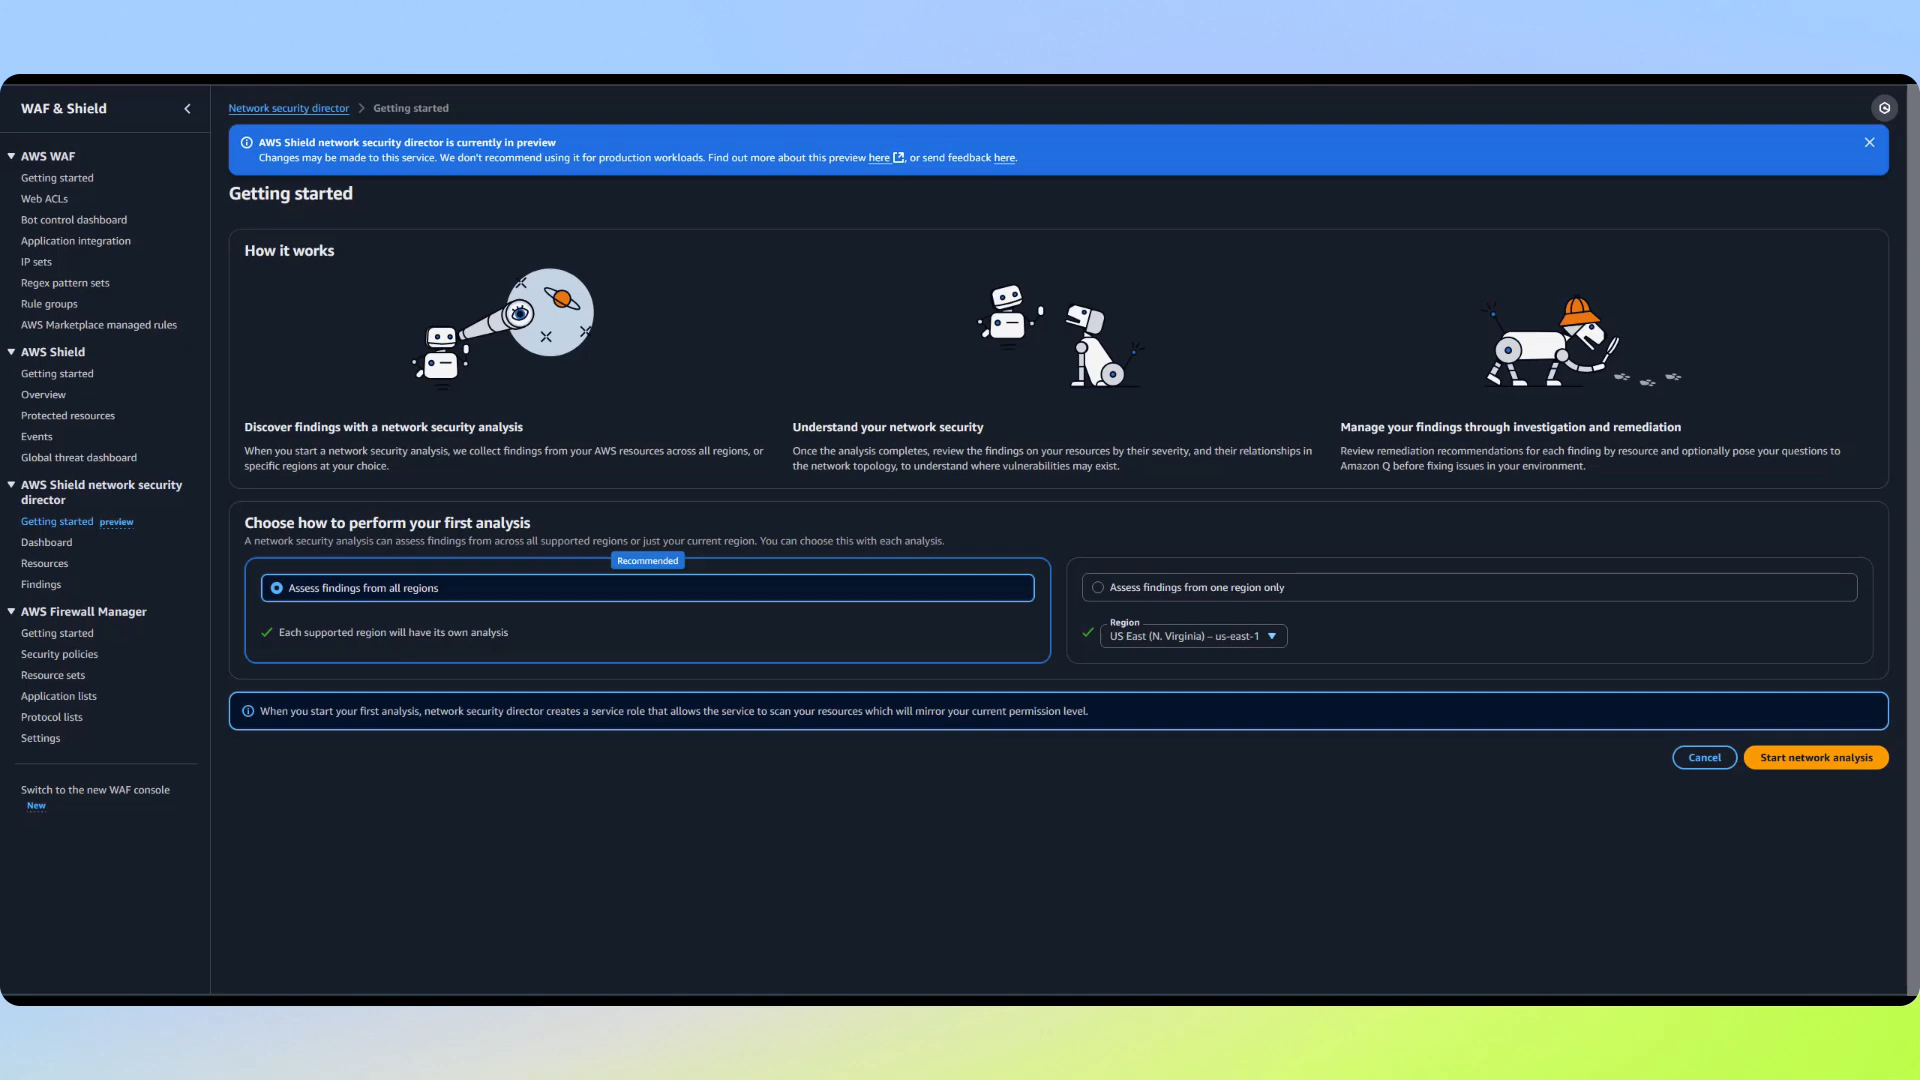 WAF & Shield
AWS WAF
Getting started
Web ACLs
Bot control dashboard
Application integration
IP sets
Regex pattern sets
Rule groups
AWS Marketplace managed rules
AWS Shield
Getting started
Overview
Protected resources
Events
Global threat dashboard
AWS Shield network security
director
Getting started preview
Dashboard
Resources
Findings
AWS Firewall Manager
Getting started
Security policies
Resource sets
Application lists
Protocol lists
Settings
Switch to the new WAF console
New
Network security director > Getting started
AWS Shield network security director is currently in preview
Changes may be made to this service. We don't recommend using it for production workloads. Find out more about this preview here, or send feedback here.
Getting started
How it works
Discover findings with a network security analysis
When you start a network security analysis, we collect findings from your AWS resources across all regions, or
specific regions at your choice.
Understand your network security
Once the analysis completes, review the findings on your resources by their severity, and their relationships in
the network topology, to understand where vulnerabilities may exist.
Manage your findings through investigation and remediation
Review remediation recommendations for each finding by resource and optionally pose your questions to
Amazon Q before fixing issues in your environment.
Choose how to perform your first analysis
A network security analysis can assess findings from across all supported regions or just your current region. You can choose this with each analysis.
Recommended
Assess findings from all regions
Each supported region will have its own analysis
Assess findings from one region only
Region
US East (N. Virginia) – us-east-1
When you start your first analysis, network security director creates a service role that allows the service to scan your resources which will mirror your current permission level.
Cancel
Start network analysis